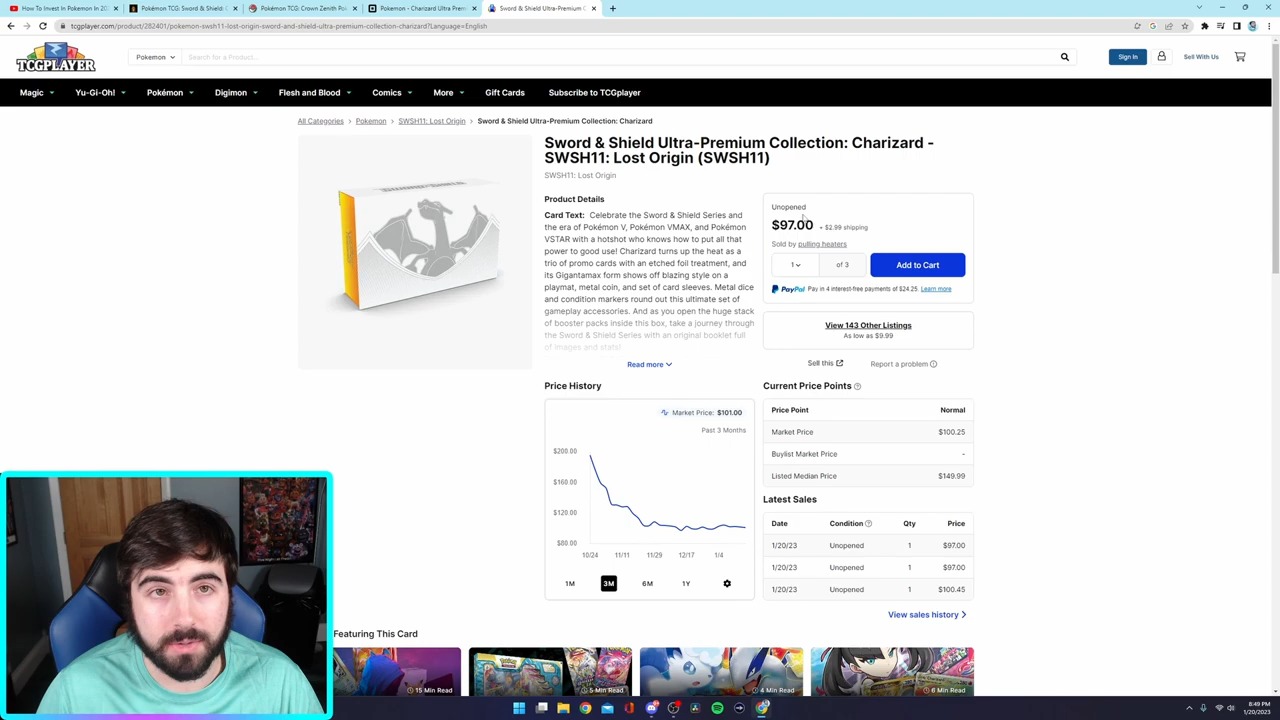 How To Invest In Pokemon In 20
Pokémon TCG: Sword & Shield: L
Pokémon TCG: Crown Zenith Po
Pokemon - Charizard Ultra Prem
Sword & Shield Ultra-Premium C
tcgplayer.com/product/282401/pokemon-swsh11-lost-origin-sword-and-shield-ultra-premium-collection-charizard?Language=English
TCGPLAYER
Pokemon
Search for a Product...
Sign In
Sell With Us
Magic
Yu-Gi-Oh!
Pokémon
Digimon
Flesh and Blood
Comics
More
Gift Cards
Subscribe to TCGplayer
All Categories > Pokemon > SWSH11: Lost Origin > Sword & Shield Ultra-Premium Collection: Charizard
Sword & Shield Ultra-Premium Collection: Charizard -
SWSH11: Lost Origin (SWSH11)
SWSH11: Lost Origin
Product Details
Card Text: Celebrate the Sword & Shield Series and
the era of Pokémon V, Pokémon VMAX, and Pokémon
VSTAR with a hotshot who knows how to put all that
power to good use! Charizard turns up the heat as a
trio of promo cards with an etched foil treatment, and
its Gigantamax form shows off blazing style on a
playmat, metal coin, and set of card sleeves. Metal dice
and condition markers round out this ultimate set of
gameplay accessories. And as you open the huge stack
of booster packs inside this box, take a journey through
the Sword & Shield Series with an original booklet full
of images and stats!
Read more
Unopened
$97.00 + $2.99 shipping
Sold by pulling heaters
1 of 3
Add to Cart
PayPal Pay in 4 interest-free payments of $24.25 Learn more
View 143 Other Listings
As low as $9.99
Sell this
Report a problem
Price History
Market Price: $101.00
Past 3 Months
$200.00
$160.00
$120.00
$80.00
10/24 11/11 11/29 12/17 1/4
1M 3M 6M 1Y
Current Price Points
Price Point Normal
Market Price $100.25
Buylist Market Price -
Listed Median Price $149.99
Latest Sales
Date Condition Qty Price
1/20/23 Unopened 1 $97.00
1/20/23 Unopened 1 $97.00
1/20/23 Unopened 1 $100.45
View sales history
Featuring This Card
15 Min Read
5 Min Read
4 Min Read
6 Min Read
8:49 PM
1/20/2023